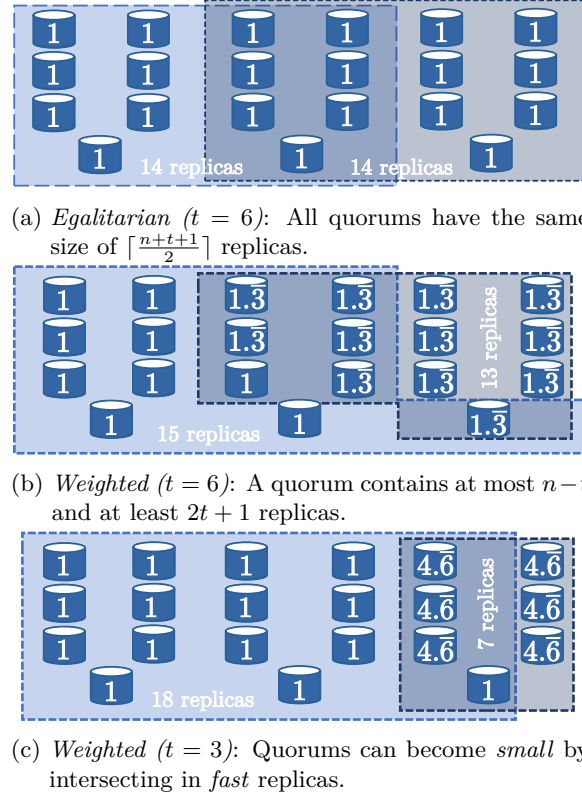 1 1 1 1 1 1
1 1 1 1 1 1
1 1 1 1 1 1
1 1 1
14 replicas 14 replicas
(a) Egalitarian (t = 6): All quorums have the same
size of ⌈(n+t+1)/2⌉ replicas.
1 1 1.3̄ 1.3̄ 1.3̄ 1.3̄
1 1 1.3̄ 1.3̄ 1.3̄ 1.3̄
1 1 1 1.3̄ 1.3̄ 1.3̄
13 replicas
1 1 1.3̄
15 replicas
(b) Weighted (t = 6): A quorum contains at most n−
and at least 2t + 1 replicas.
1 1 1 1 4.6̄ 4.6̄
1 1 1 1 4.6̄ 4.6̄
1 1 1 1 4.6̄ 4.6̄
7 replicas
1 1 1
18 replicas
(c) Weighted (t = 3): Quorums can become small by
intersecting in fast replicas.